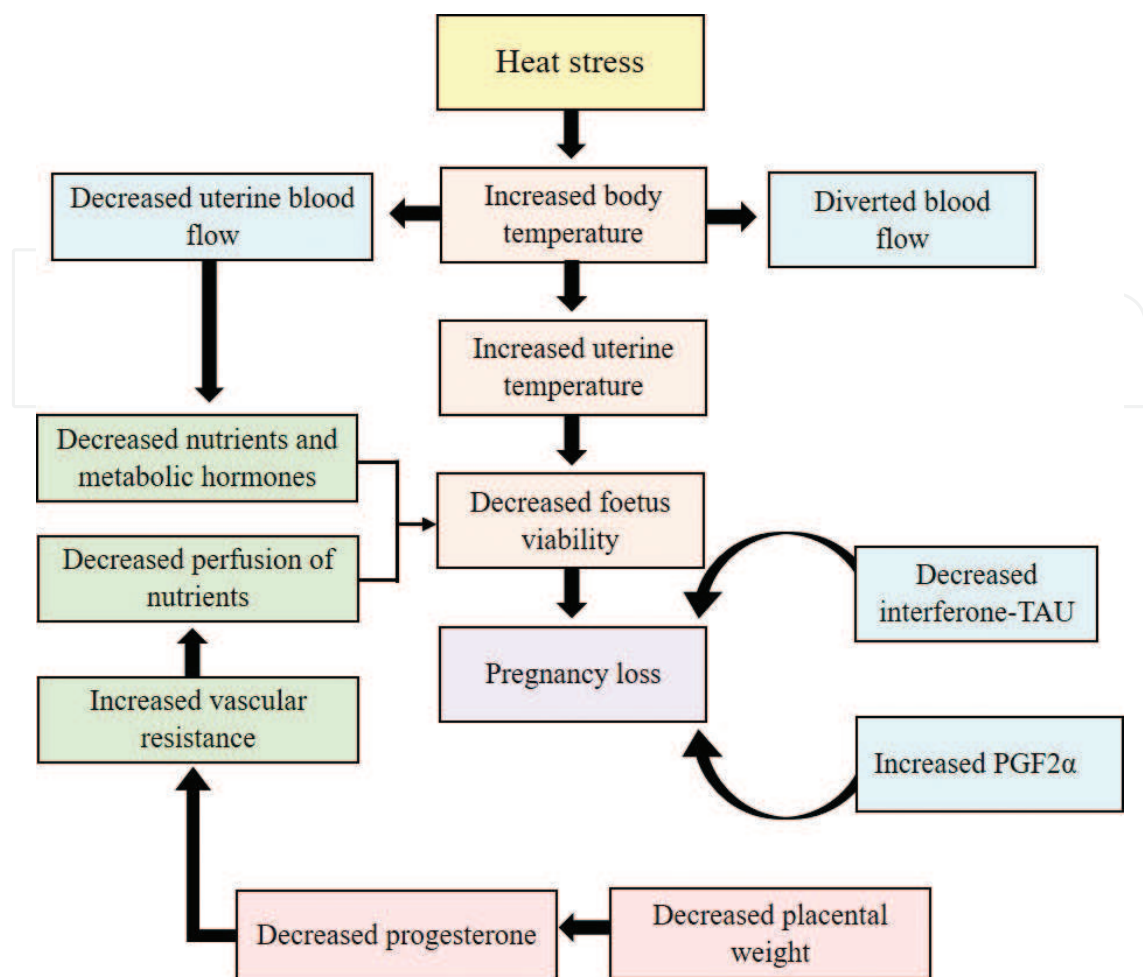 Heat stress
Decreased uterine blood
flow
Increased body
temperature
Diverted blood
flow
Increased uterine
temperature
Decreased nutrients and
metabolic hormones
Decreased foetus
viability
Decreased perfusion of
nutrients
Decreased
interferone-TAU
Pregnancy loss
Increased vascular
resistance
Increased PGF2α
Decreased progesterone
Decreased placental
weight